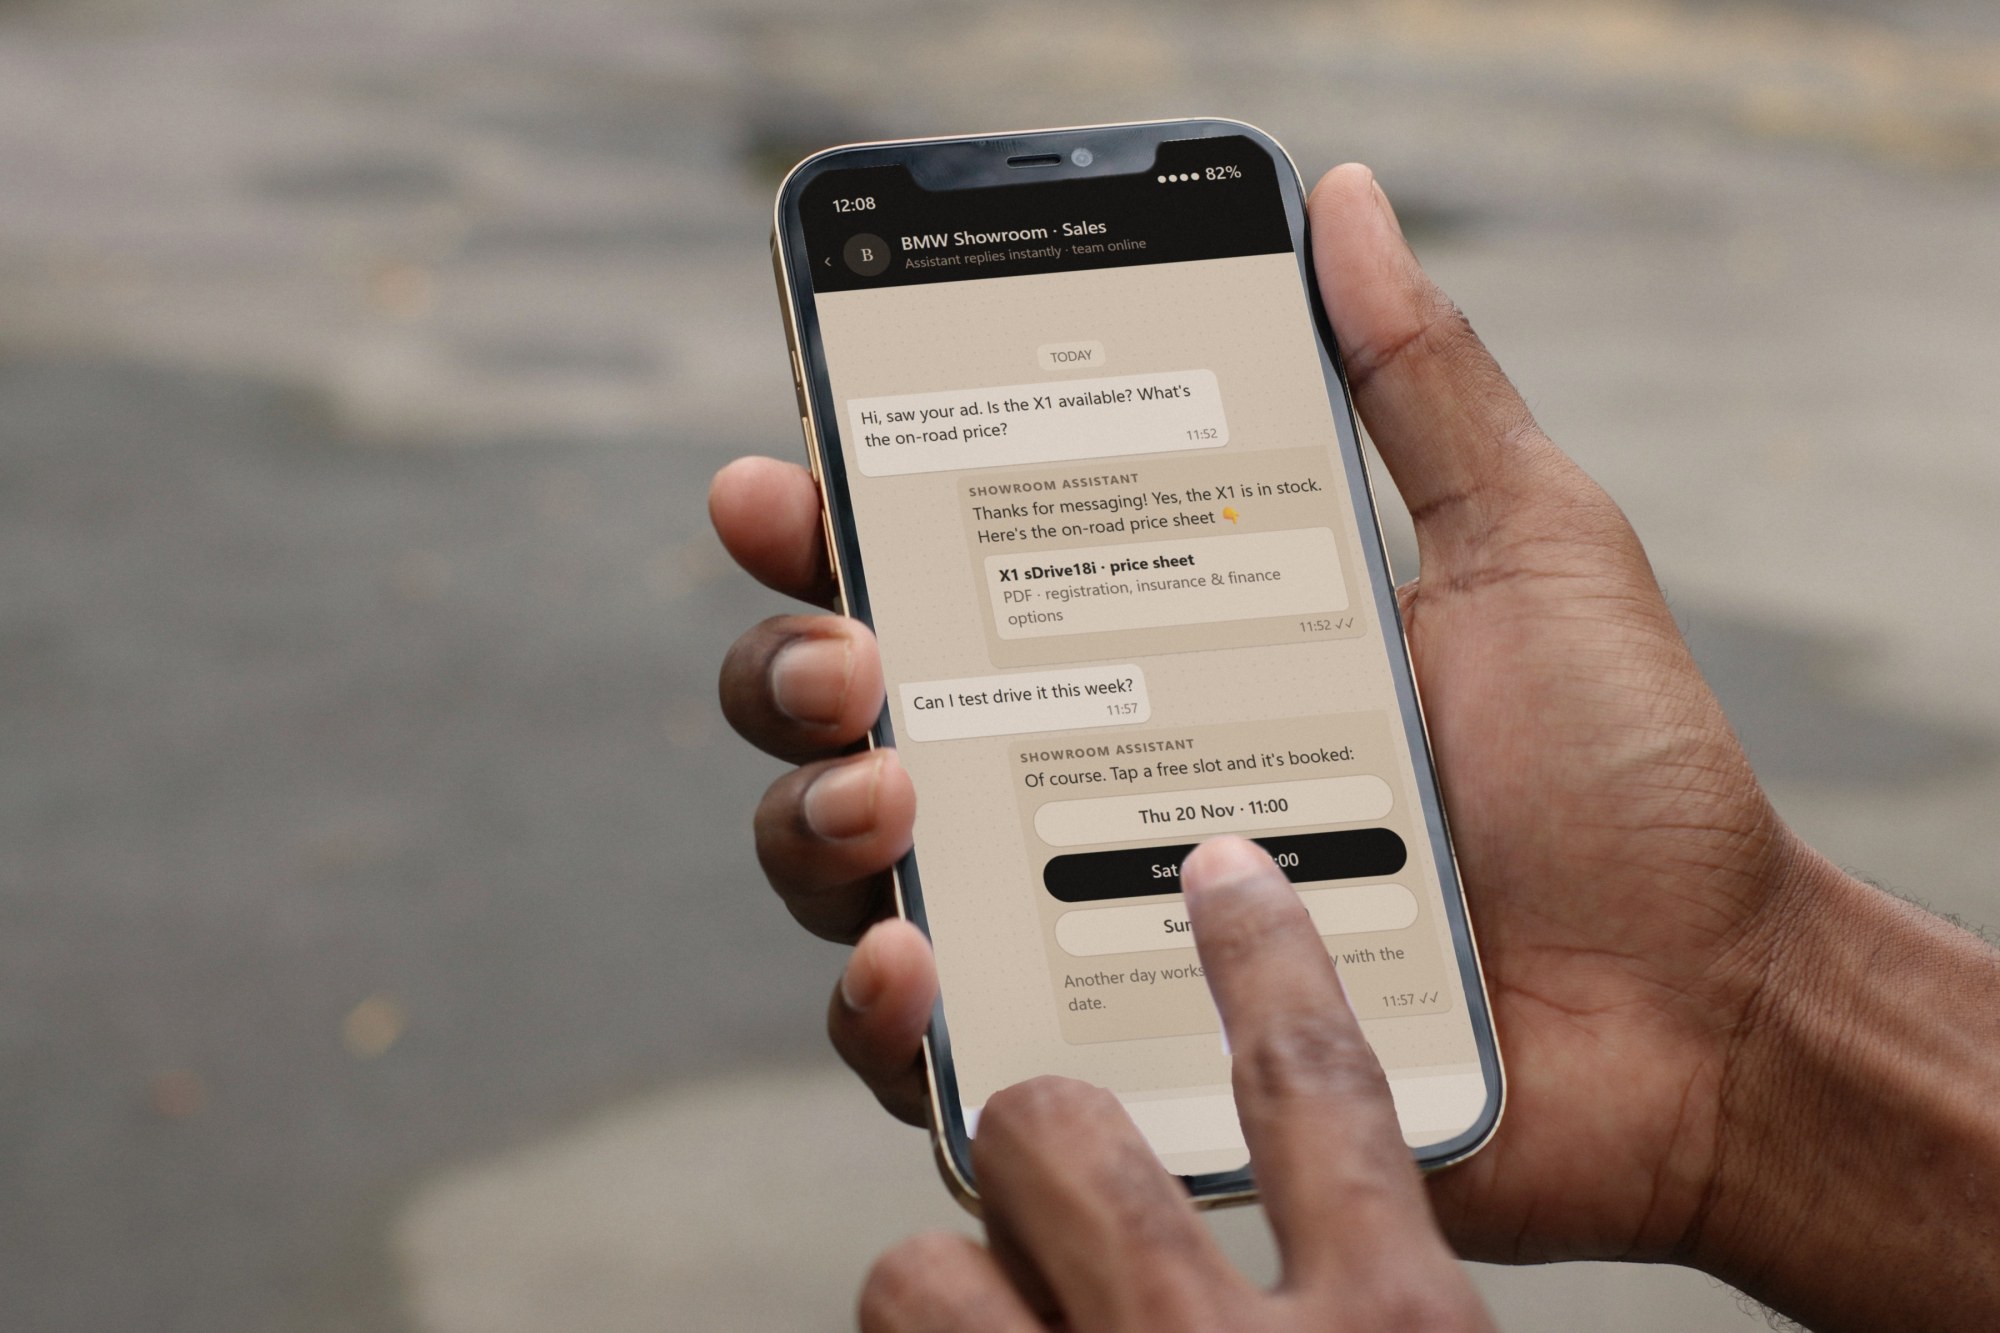 12:08
82%
‹ B BMW Showroom · Sales
Assistant replies instantly · team online
TODAY
Hi, saw your ad. Is the X1 available? What's
the on-road price?
11:52
SHOWROOM ASSISTANT
Thanks for messaging! Yes, the X1 is in stock.
Here's the on-road price sheet 👇
X1 sDrive18i · price sheet
PDF · registration, insurance & finance
options
11:52 ✓✓
Can I test drive it this week?
11:57
SHOWROOM ASSISTANT
Of course. Tap a free slot and it's booked:
Thu 20 Nov · 11:00
Sat :00
Another day works with the
date.
11:57 ✓✓